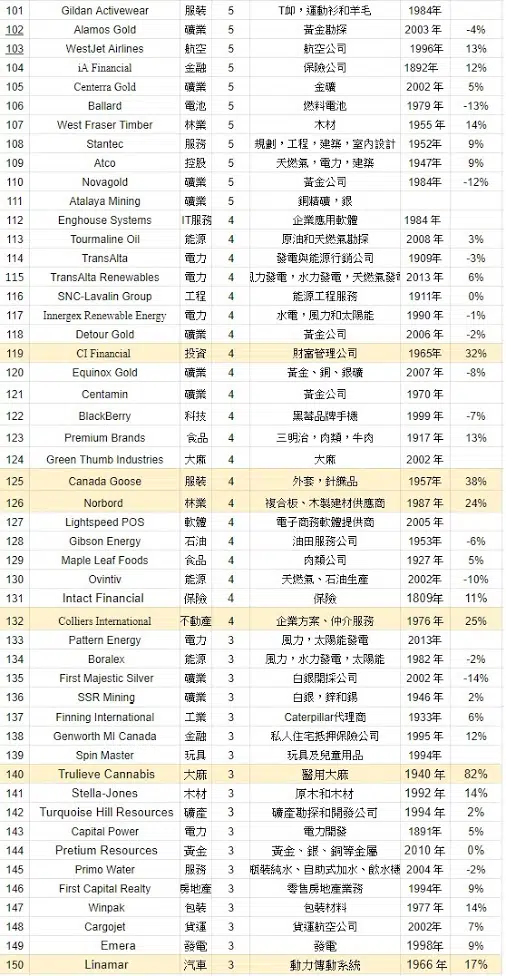 101 Gildan Activewear 服裝 5 T卹，運動衫和羊毛 1984年
102 Alamos Gold 礦業 5 黃金勘探 2003 年 -4%
103 WestJet Airlines 航空 5 航空公司 1996年 13%
104 iA Financial 金融 5 保險公司 1892年 12%
105 Centerra Gold 礦業 5 金礦 2002 年 5%
106 Ballard 電池 5 燃料電池 1979 年 -13%
107 West Fraser Timber 林業 5 木材 1955 年 14%
108 Stantec 服務 5 規劃，工程，建築，室內設計 1952年 9%
109 Atco 控股 5 天燃氣，電力，建築 1947年 9%
110 Novagold 礦業 5 黃金公司 1984年 -12%
111 Atalaya Mining 礦業 5 銅精礦，銀
112 Enghouse Systems IT服務 4 企業應用軟體 1984 年
113 Tourmaline Oil 能源 4 原油和天燃氣勘探 2008 年 3%
114 TransAlta 電力 4 發電與能源行銷公司 1909年 -3%
115 TransAlta Renewables 電力 4 風力發電，水力發電，天燃氣發電 2013 年 6%
116 SNC-Lavalin Group 工程 4 能源工程服務 1911年 0%
117 Innergex Renewable Energy 電力 4 水電，風力和太陽能 1990 年 -1%
118 Detour Gold 礦業 4 黃金公司 2006 年 -2%
119 CI Financial 投資 4 財富管理公司 1965年 32%
120 Equinox Gold 礦業 4 黃金、銅、銀礦 2007 年 -8%
121 Centamin 礦業 4 黃金公司 1970 年
122 BlackBerry 科技 4 黑莓品牌手機 1999 年 -7%
123 Premium Brands 食品 4 三明治，肉類，牛肉 1917 年 13%
124 Green Thumb Industries 大麻 4 大麻 2002 年
125 Canada Goose 服裝 4 外套，針織品 1957年 38%
126 Norbord 林業 4 複合板、木製建材供應商 1987 年 24%
127 Lightspeed POS 軟體 4 電子商務軟體提供商 2005 年
128 Gibson Energy 石油 4 油田服務公司 1953年 -6%
129 Maple Leaf Foods 食品 4 肉類公司 1927 年 5%
130 Ovintiv 能源 4 天燃氣、石油生產 2002年 -10%
131 Intact Financial 保險 4 保險 1809年 11%
132 Colliers International 不動產 4 企業方案、仲介服務 1976 年 25%
133 Pattern Energy 電力 3 風力，太陽能發電 2013年
134 Boralex 能源 3 風力，水力發電，太陽能 1982 年 -2%
135 First Majestic Silver 礦業 3 白銀開採公司 2002 年 -14%
136 SSR Mining 礦業 3 白銀，鋅和錫 1946 年 2%
137 Finning International 工業 3 Caterpillar代理商 1933年 6%
138 Genworth MI Canada 金融 3 私人住宅抵押保險公司 1995 年 12%
139 Spin Master 玩具 3 玩具及兒童用品 1994年
140 Trulieve Cannabis 大麻 3 醫用大麻 1940 年 82%
141 Stella-Jones 木材 3 原木和木材 1992 年 14%
142 Turquoise Hill Resources 礦產 3 礦產勘探和開發公司 1994 年 2%
143 Capital Power 電力 3 電力開發 1891年 5%
144 Pretium Resources 黃金 3 黃金、銀、銅等金屬 2010 年 0%
145 Primo Water 服務 3 瓶裝純水、自助式加水、飲水機 2004 年 -2%
146 First Capital Realty 房地產 3 零售房地產業務 1994年 9%
147 Winpak 包裝 3 包裝材料 1977 年 14%
148 Cargojet 貨運 3 貨運航空公司 2002年 7%
149 Emera 發電 3 發電 1998年 9%
150 Linamar 汽車 3 動力傳動系統 1966 年 17%